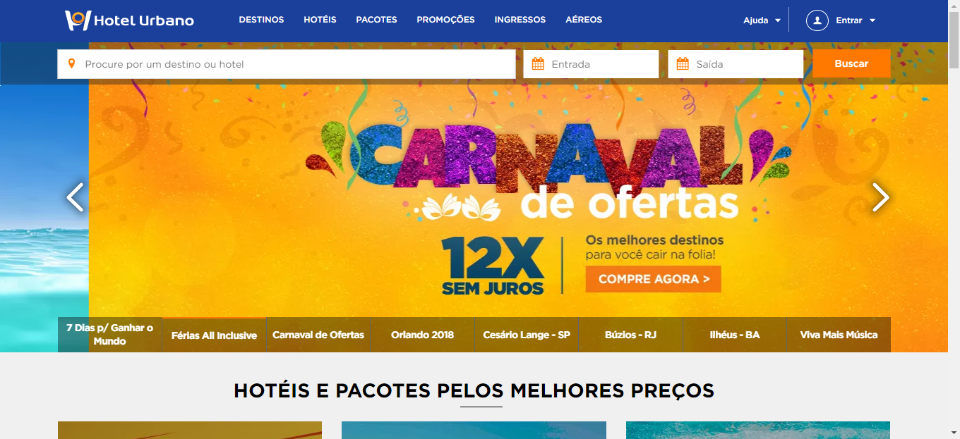 Hotel Urbano
DESTINOS HOTÉIS PACOTES PROMOÇÕES INGRESSOS AÉREOS
Ajuda Entrar
Procure por um destino ou hotel Entrada Saída Buscar
CARNAVAL
de ofertas
12X
SEM JUROS
Os melhores destinos
para você cair na folia!
COMPRE AGORA >
7 Dias p/ Ganhar o
Mundo
Férias All Inclusive
Carnaval de Ofertas
Orlando 2018
Cesário Lange - SP
Búzios - RJ
Ilhéus - BA
Viva Mais Música
HOTÉIS E PACOTES PELOS MELHORES PREÇOS